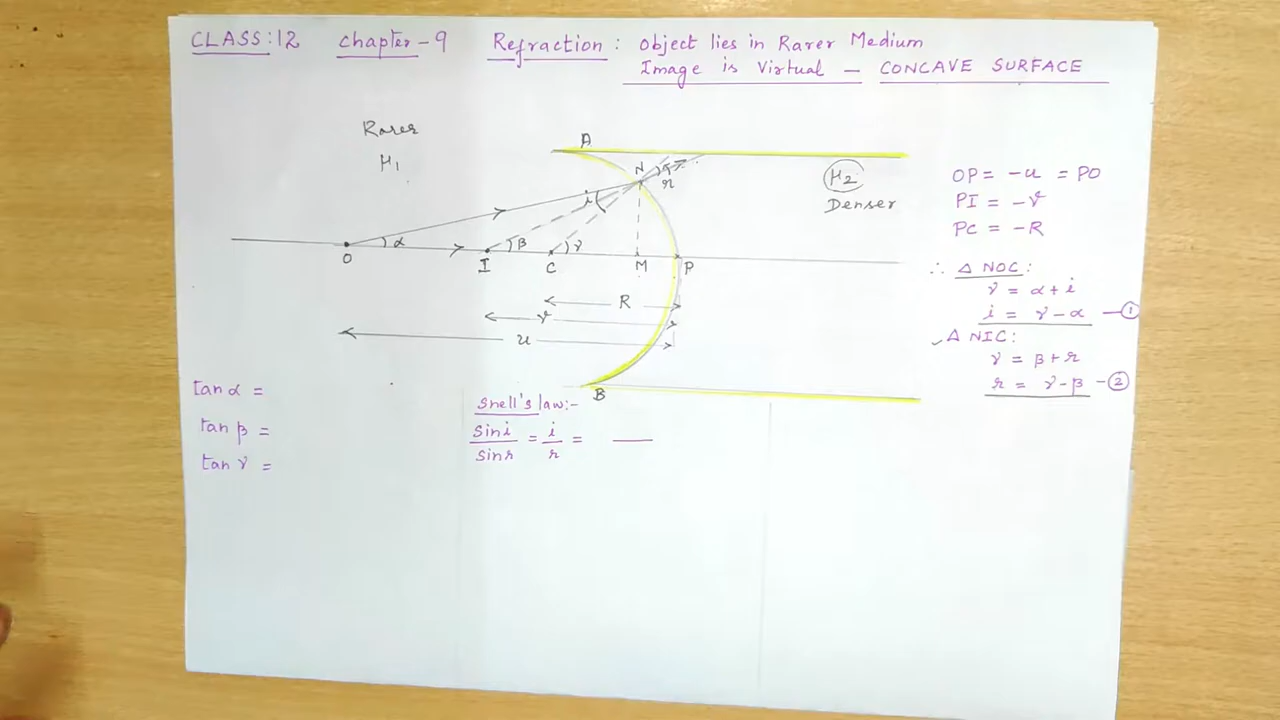 CLASS:12 chapter-9 Refraction: Object lies in Rarer Medium
Image is Virtual — CONCAVE SURFACE
Rarer
μ1
A
N
r
i
μ2
Denser
α
β
γ
O
I
C
M
P
R
v
u
B
OP = -u = PO
PI = -v
PC = -R
∴ Δ NOC:
γ = α + i
i = γ - α —①
✓Δ NIC:
γ = β + r
r = γ - β -②
tan α =
tan β =
tan γ =
Snell's law:-
sin i / sin r = i / r = —